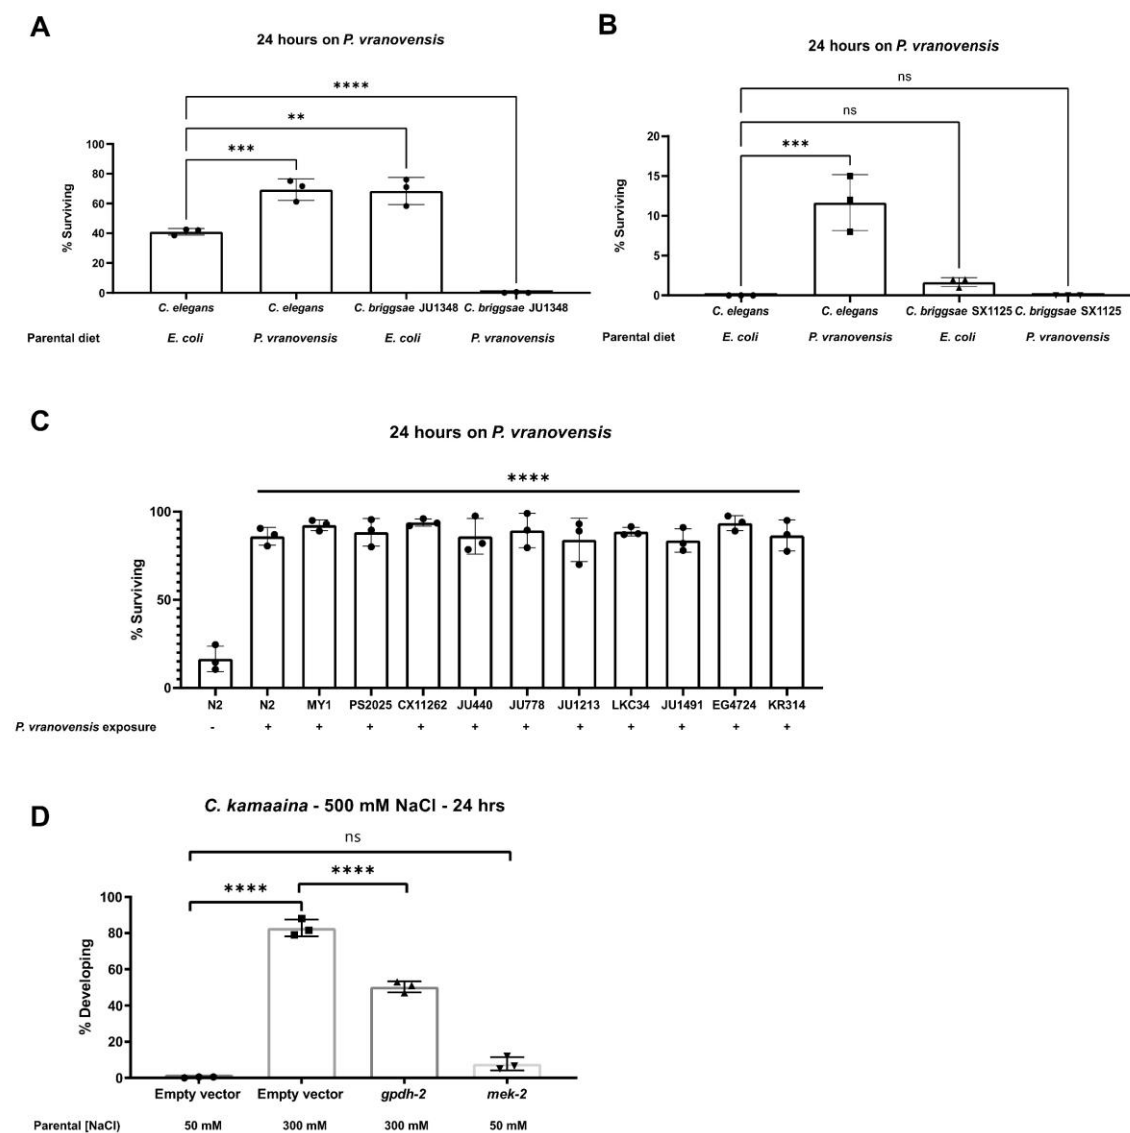 A
24 hours on P. vranovensis
****
**
***
% Surviving
100
80
60
40
20
0
C. elegans C. elegans C. briggsae JU1348 C. briggsae JU1348
Parental diet E. coli P. vranovensis E. coli P. vranovensis
B
24 hours on P. vranovensis
ns
ns
***
% Surviving
20
15
10
5
0
C. elegans C. elegans C. briggsae SX1125 C. briggsae SX1125
Parental diet E. coli P. vranovensis E. coli P. vranovensis
C
24 hours on P. vranovensis
****
% Surviving
100
50
0
N2 N2 MY1 PS2025 CX11262 JU440 JU778 JU1213 LKC34 JU1491 EG4724 KR314
P. vranovensis exposure - + + + + + + + + + + +
D
C. kamaaina - 500 mM NaCl - 24 hrs
ns
**** ****
% Developing
100
80
60
40
20
0
Empty vector Empty vector gpdh-2 mek-2
Parental [NaCl] 50 mM 300 mM 300 mM 50 mM